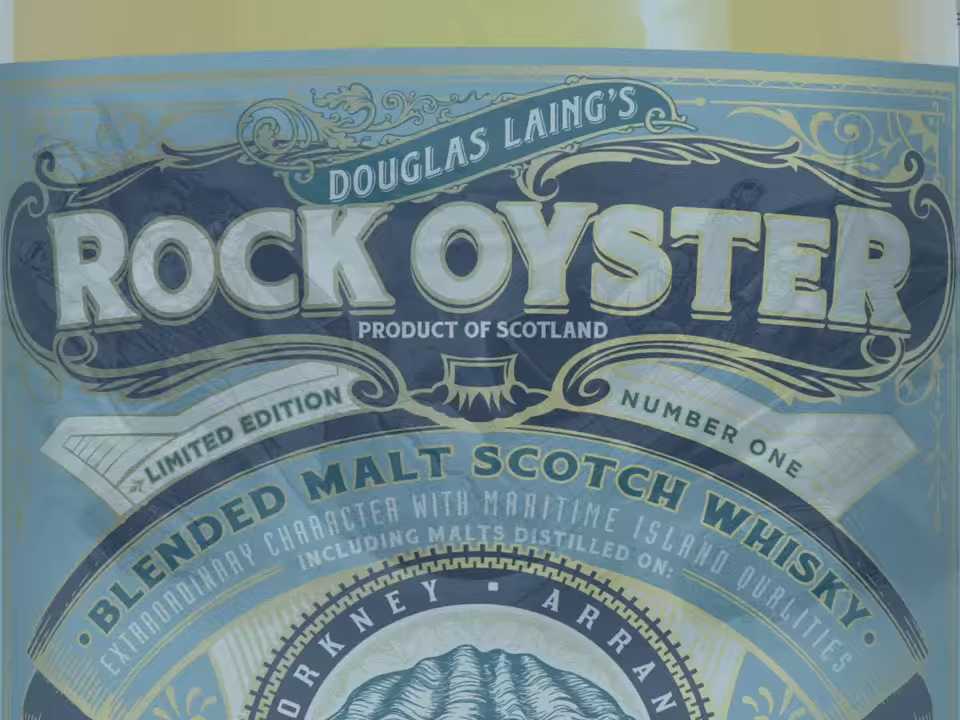 DOUGLAS LAING'S
ROCK OYSTER
PRODUCT OF SCOTLAND
LIMITED EDITION
NUMBER ONE
• BLENDED MALT SCOTCH WHISKY •
EXTRAORDINARY CHARACTER WITH MARITIME ISLAND QUALITIES
INCLUDING MALTS DISTILLED ON:
ORKNEY • ARRAN